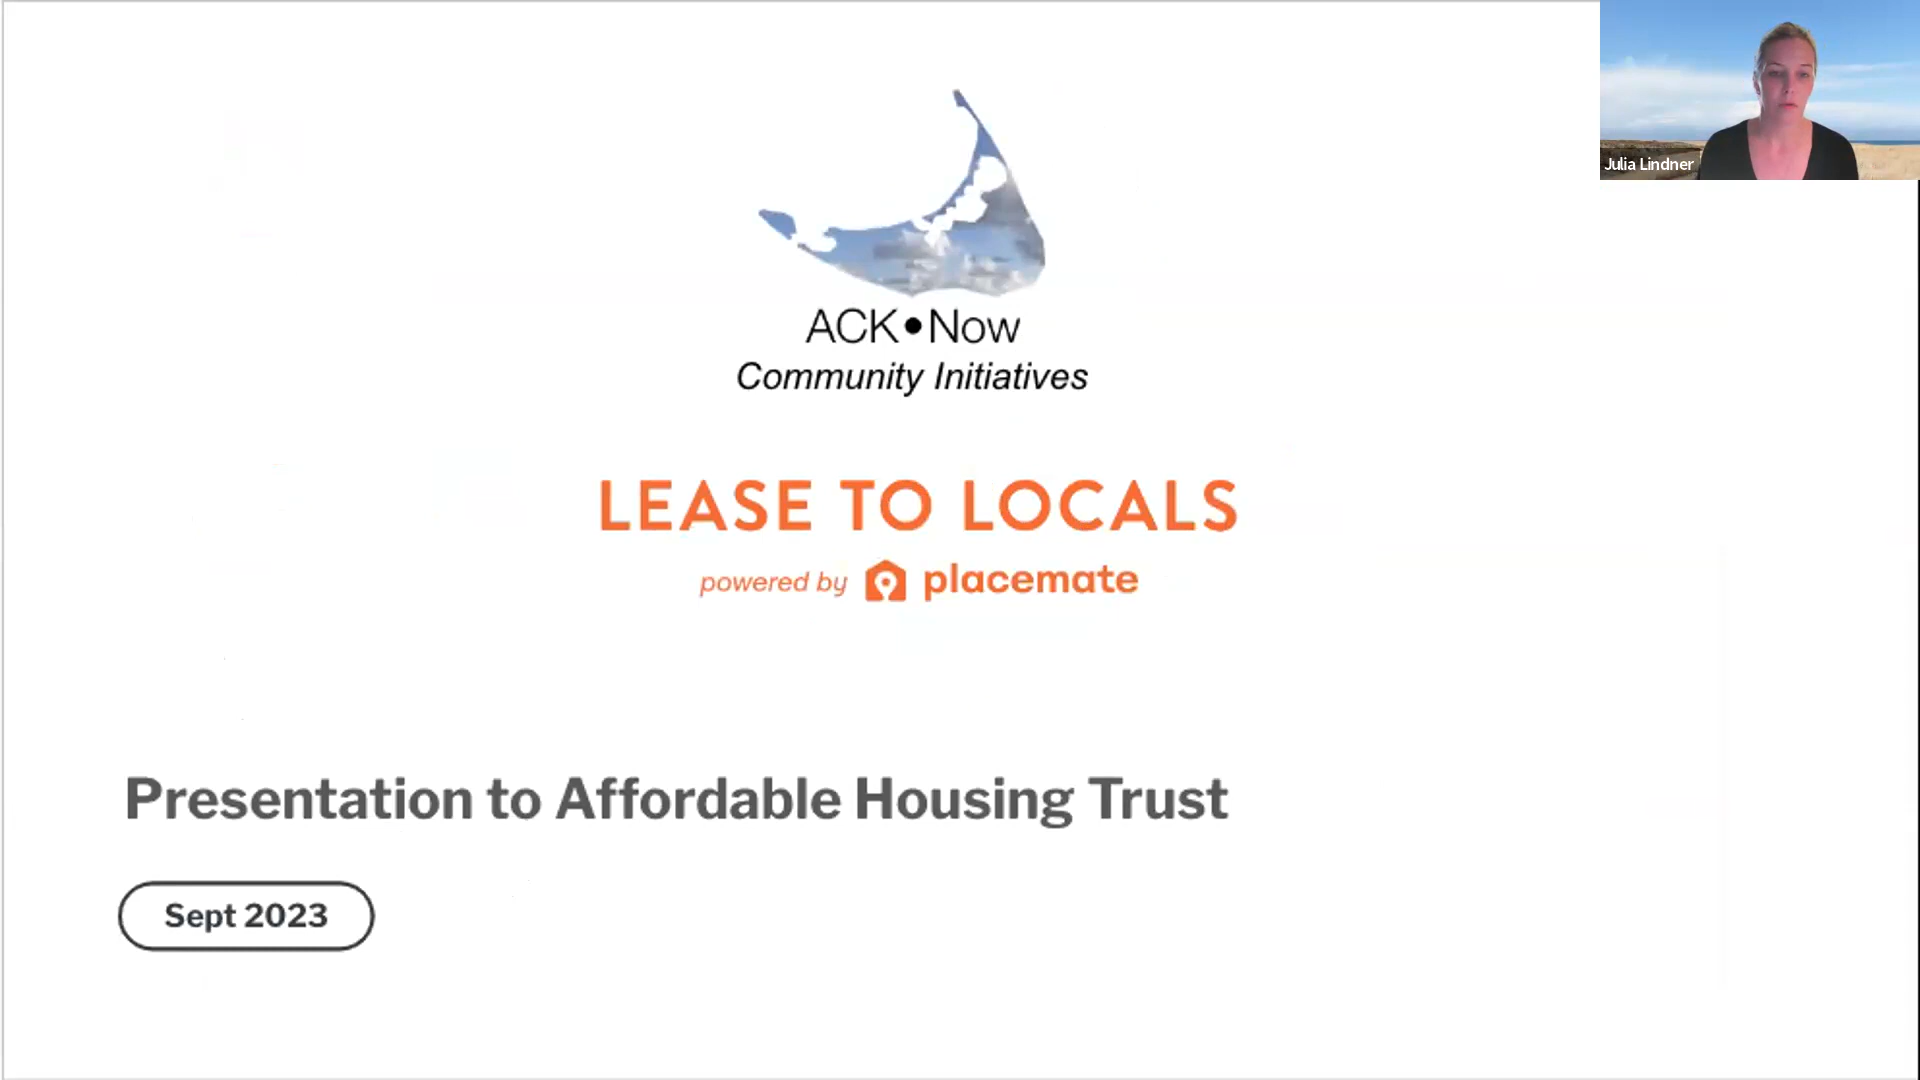 Julia Lindner
ACK•Now
Community Initiatives
LEASE TO LOCALS
powered by placemate
Presentation to Affordable Housing Trust
Sept 2023